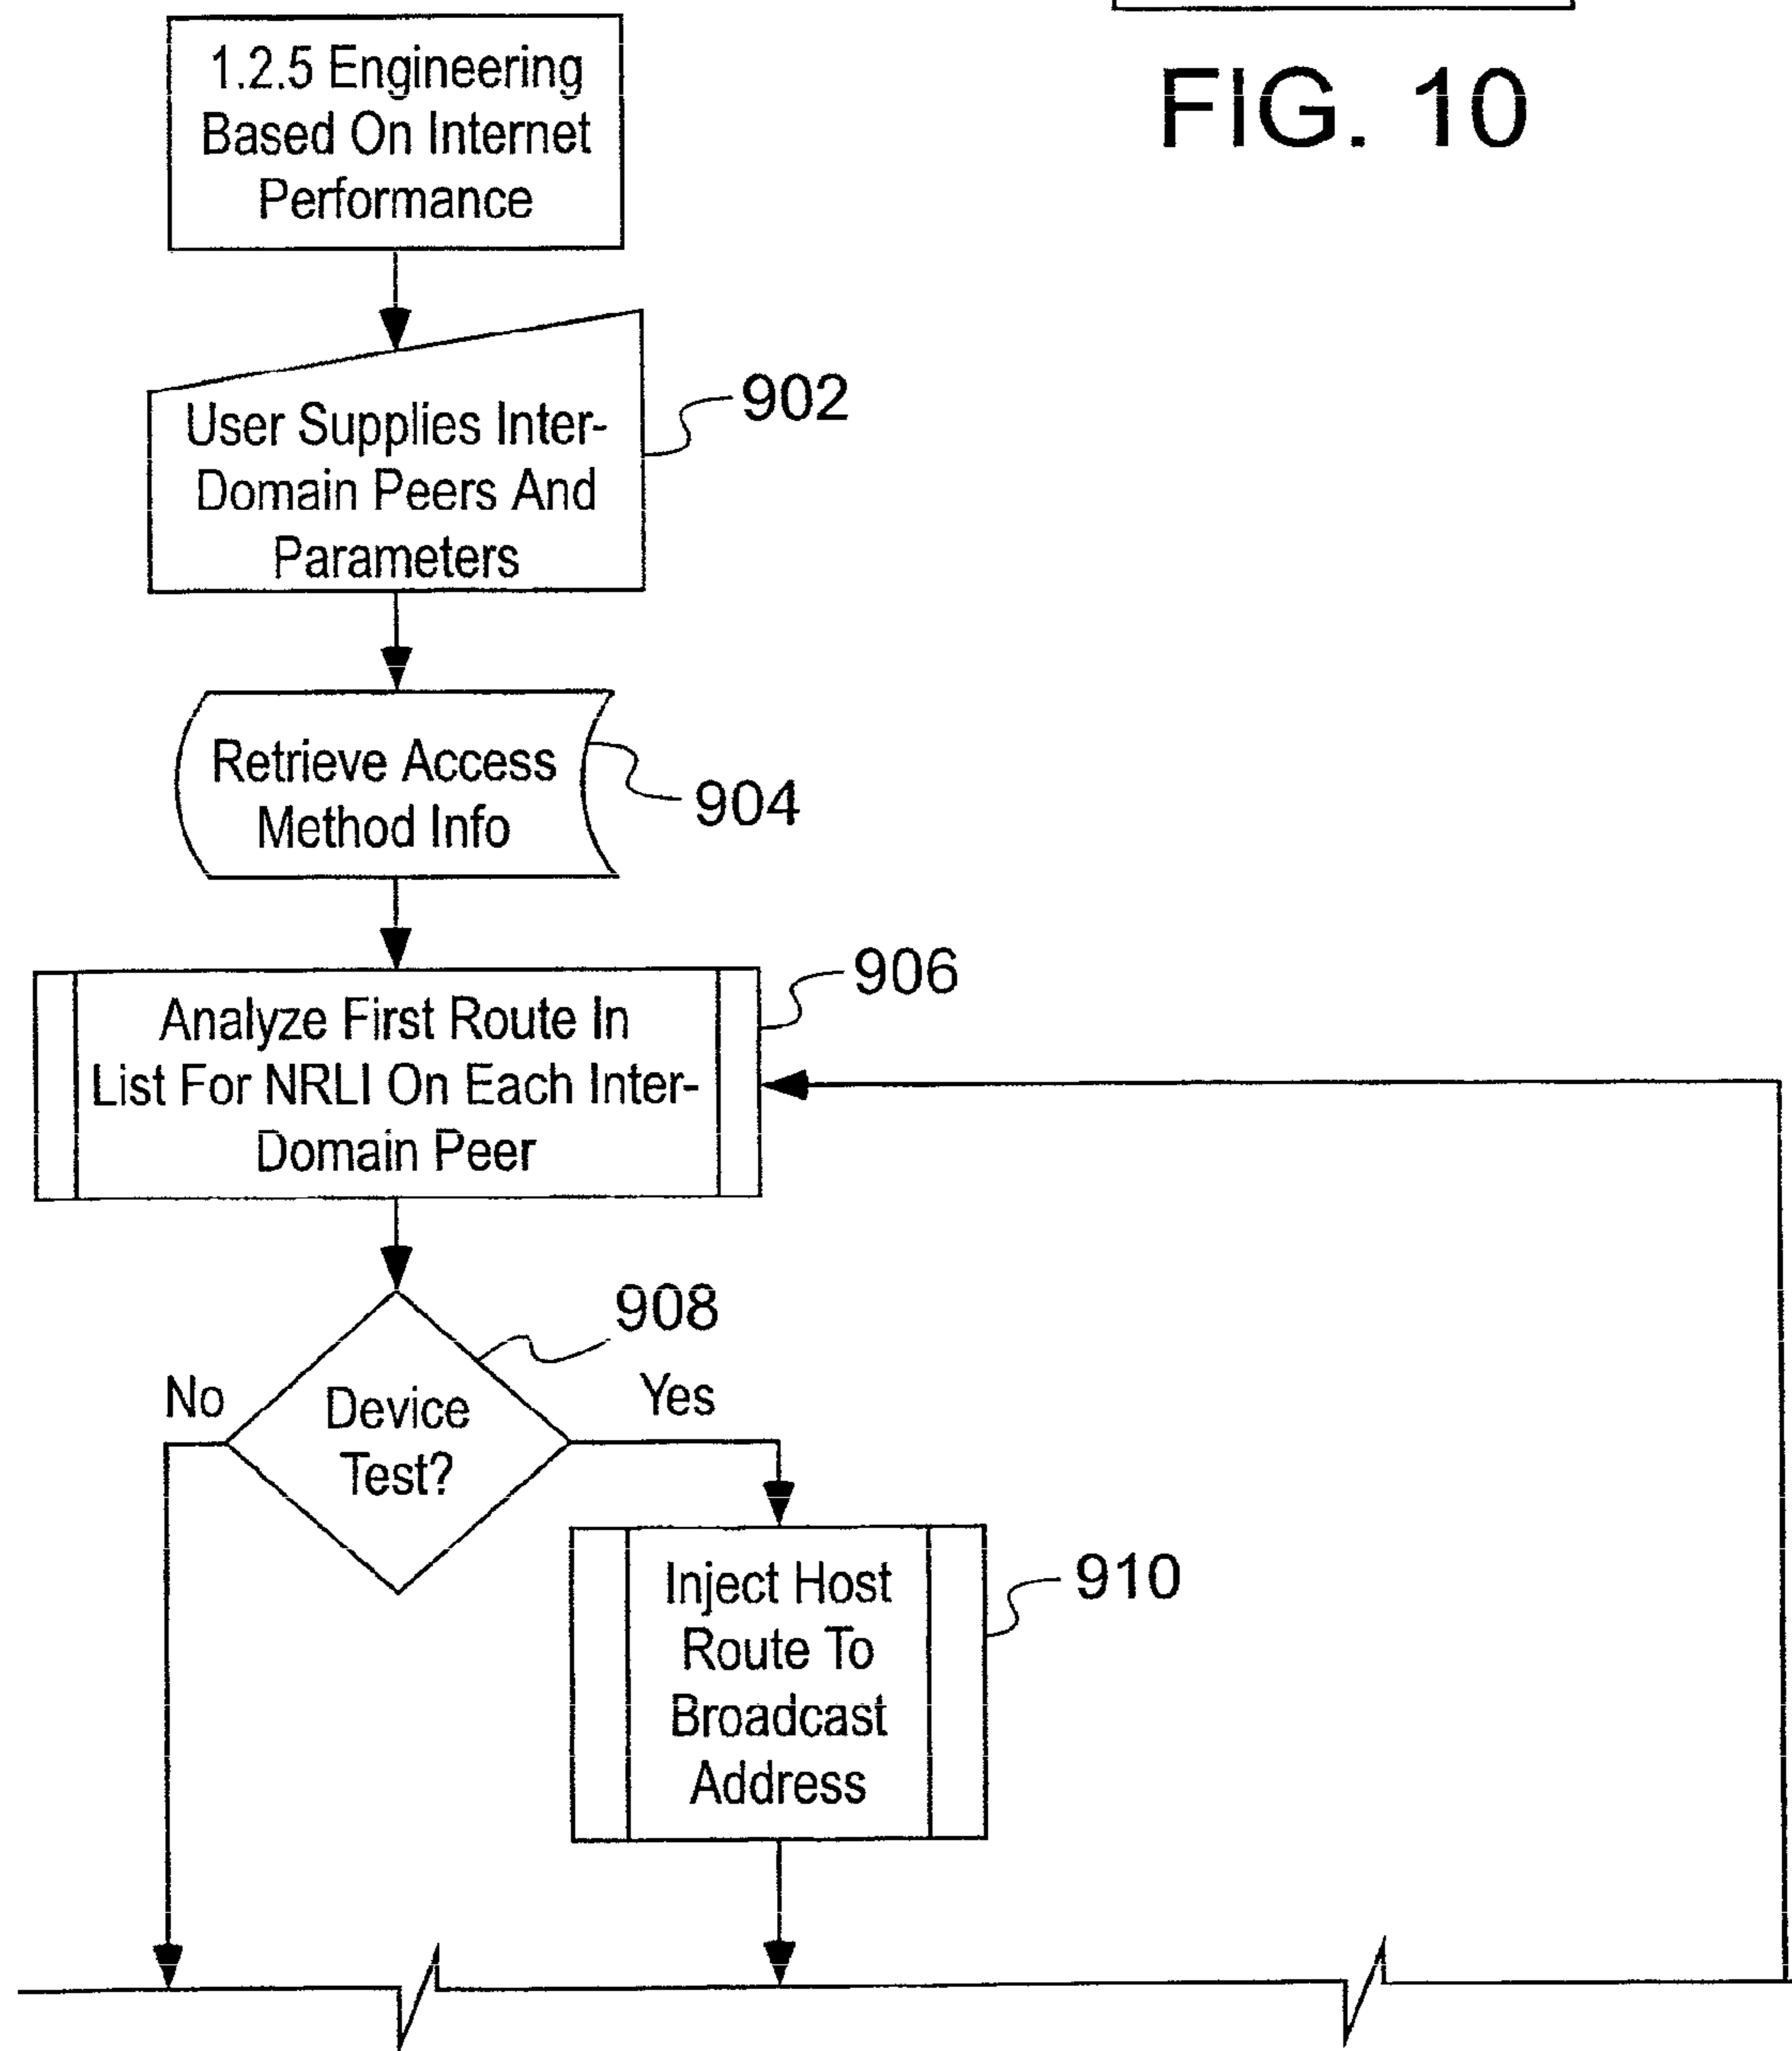 FIG. 10
1.2.5 Engineering
Based On Internet
Performance
User Supplies Inter-
Domain Peers And
Parameters
902
Retrieve Access
Method Info
904
Analyze First Route In
List For NRLI On Each Inter-
Domain Peer
906
908
No
Device
Test?
Yes
Inject Host
Route To
Broadcast
Address
910